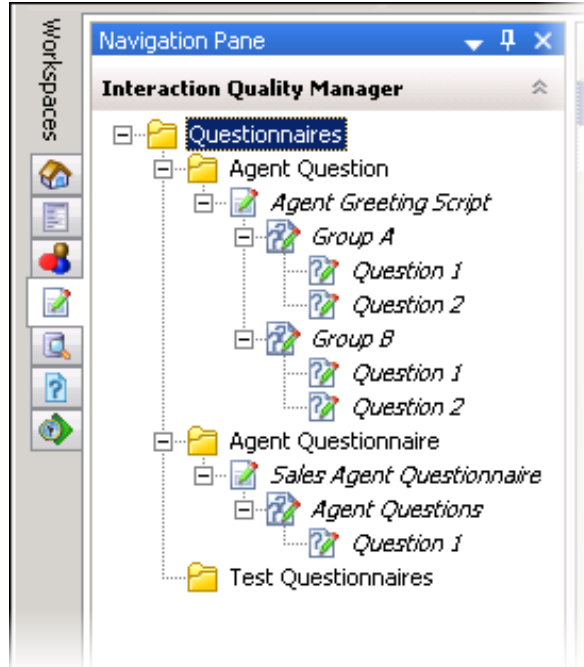 Workspaces
Navigation Pane
Interaction Quality Manager
Questionnaires
Agent Question
Agent Greeting Script
Group A
Question 1
Question 2
Group B
Question 1
Question 2
Agent Questionnaire
Sales Agent Questionnaire
Agent Questions
Question 1
Test Questionnaires